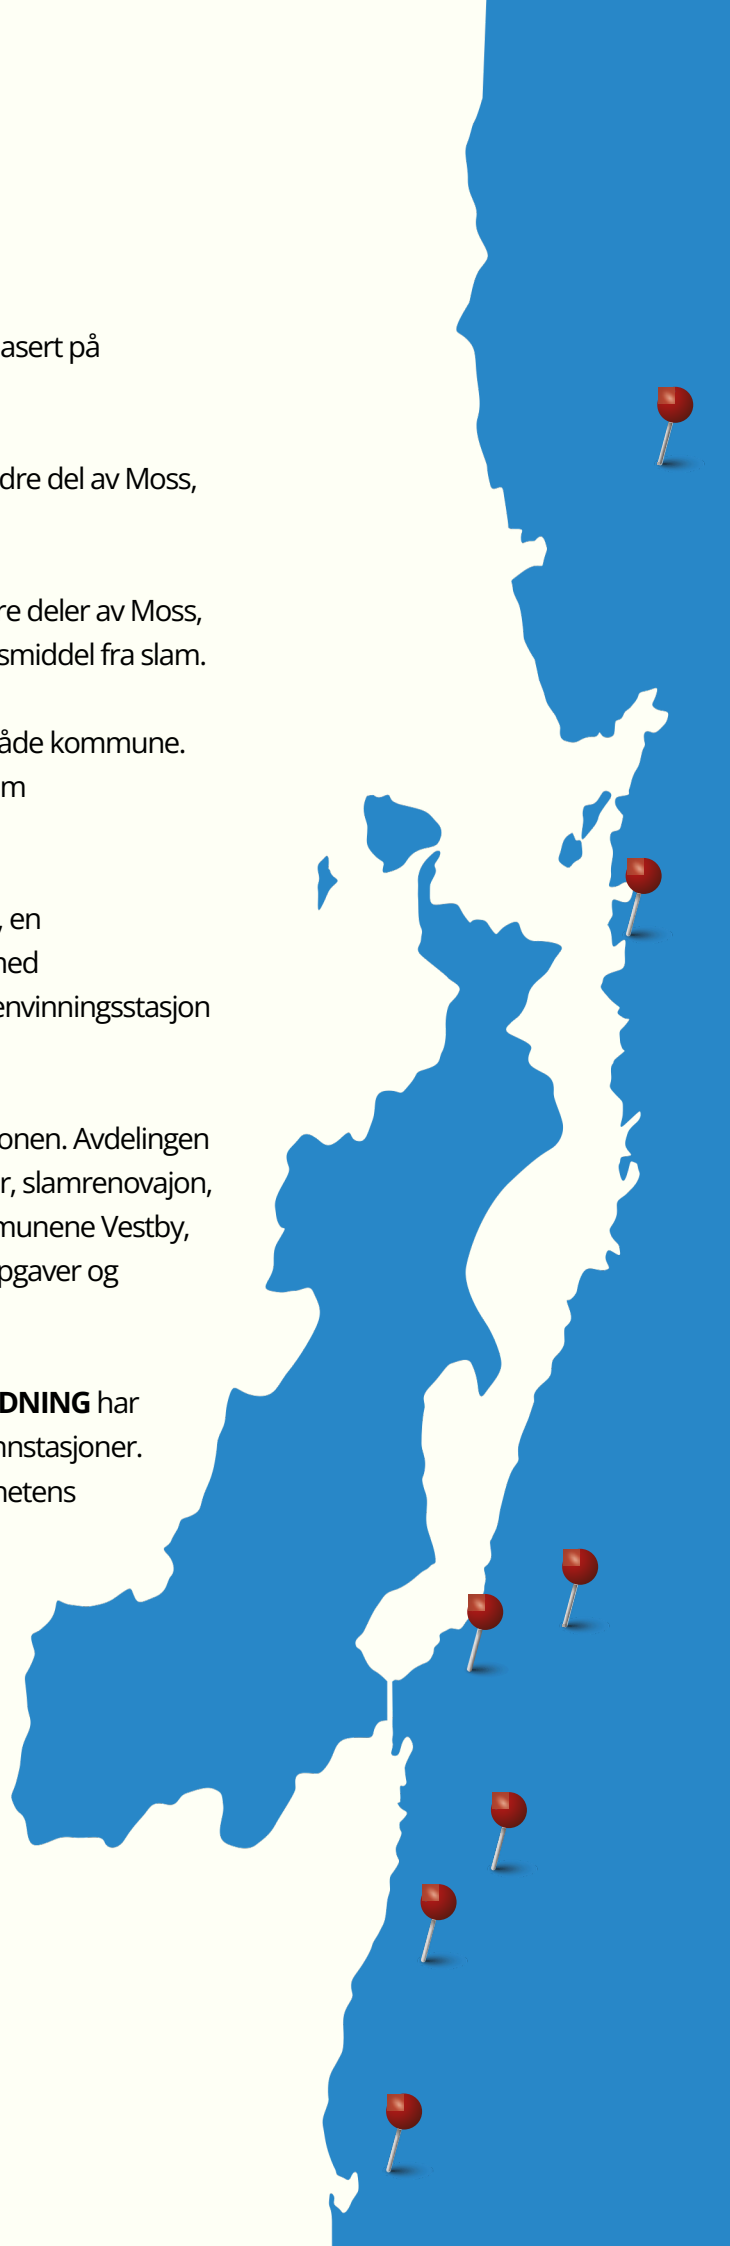 asert på
dre del av Moss,
re deler av Moss,
smiddel fra slam.
åde kommune.
m
, en
ned
envinningsstasjon
onen. Avdelingen
r, slamrenovajon,
munene Vestby,
pgaver og
DNING har
nnstasjoner.
hetens